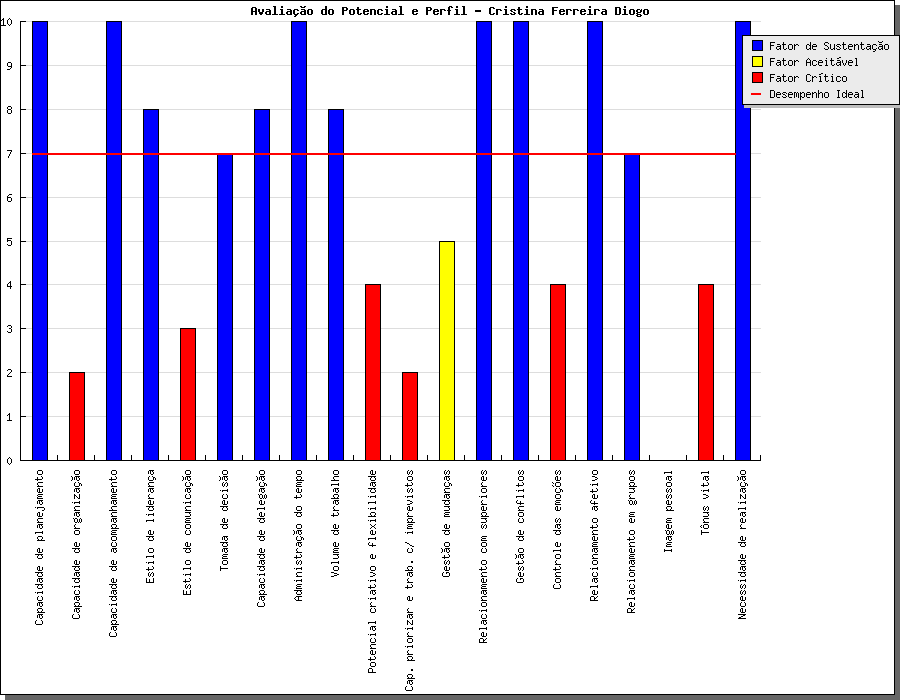 Avaliação do Potencial e Perfil - Cristina Ferreira Diogo
Fator de Sustentação
Fator Aceitável
Fator Crítico
Desempenho Ideal
10
9
8
7
6
5
4
3
2
1
0
Capacidade de planejamento
Capacidade de organização
Capacidade de acompanhamento
Estilo de liderança
Estilo de comunicação
Tomada de decisão
Capacidade de delegação
Administração do tempo
Volume de trabalho
Potencial criativo e flexibilidade
Cap. priorizar e trab. c/ imprevistos
Gestão de mudanças
Relacionamento com superiores
Gestão de conflitos
Controle das emoções
Relacionamento afetivo
Relacionamento em grupos
Imagem pessoal
Tônus vital
Necessidade de realização